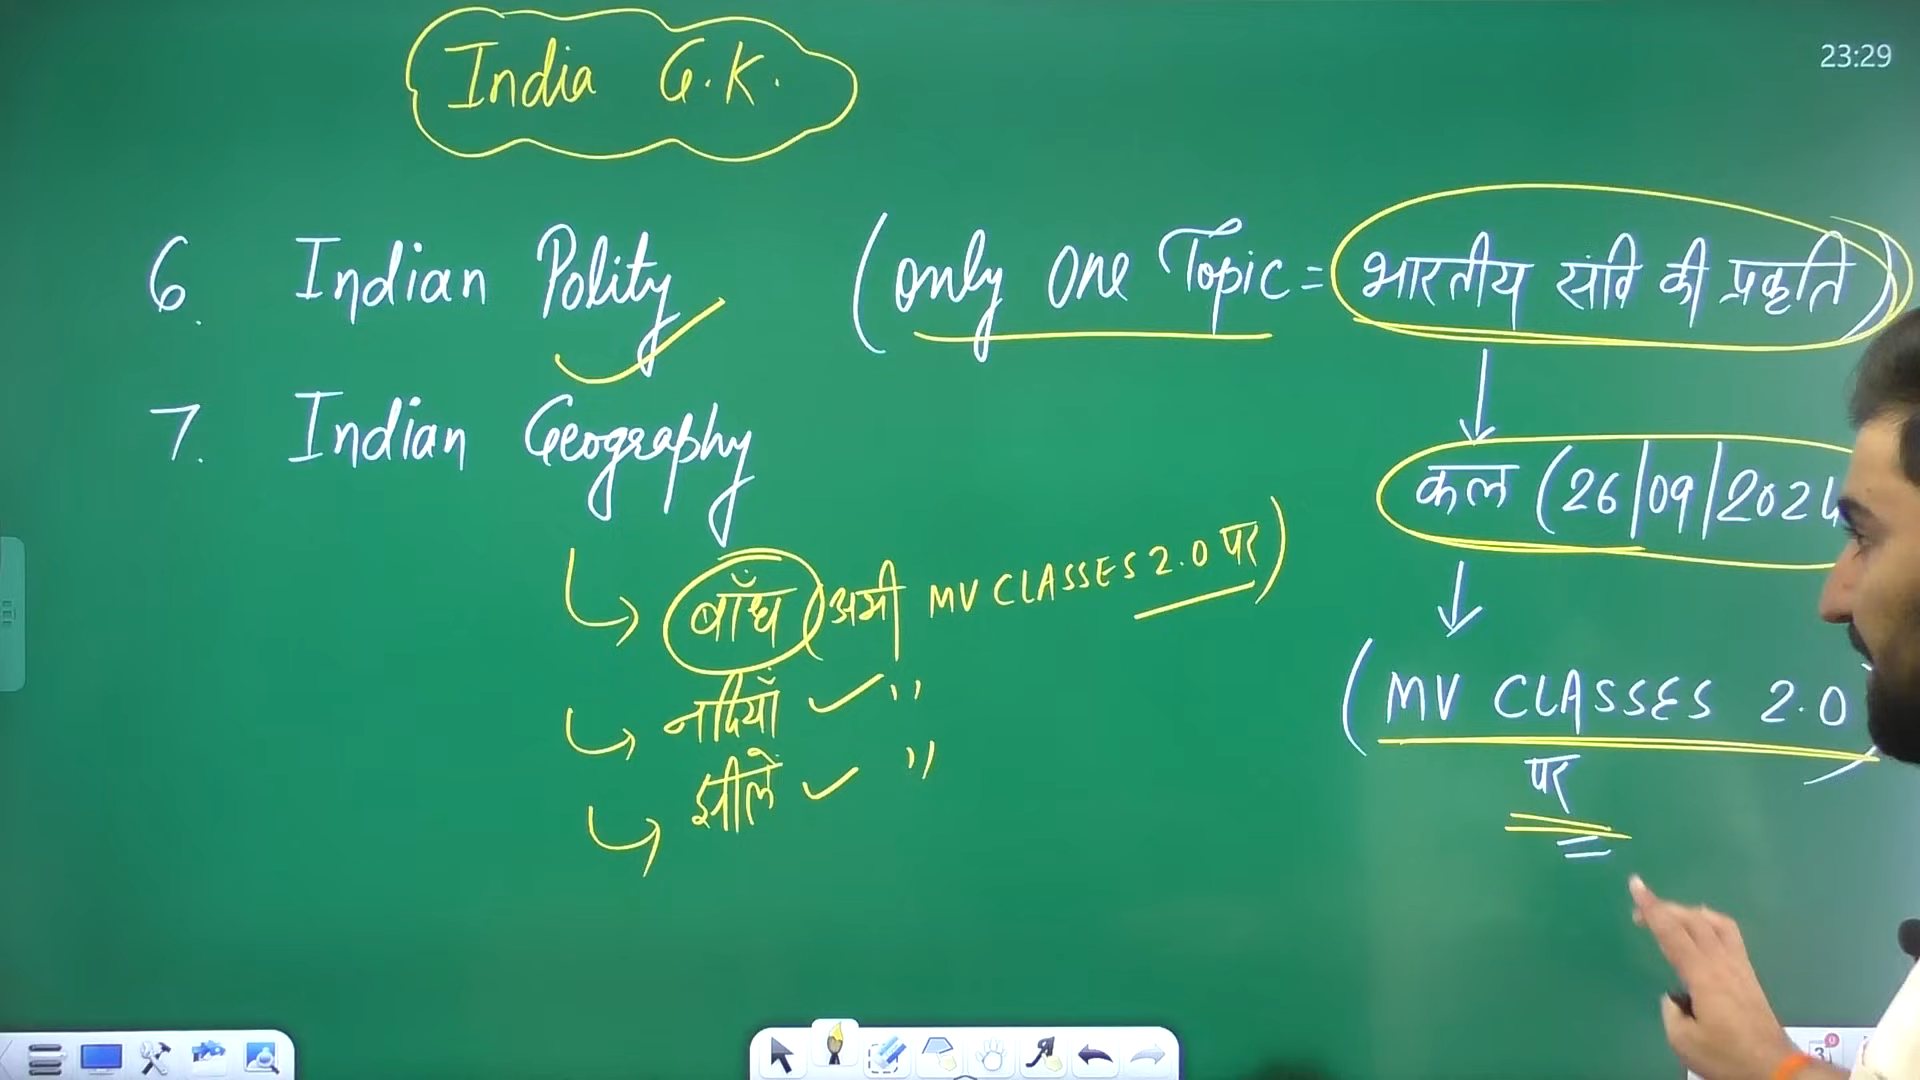 India G.K.
23:29
6. Indian Polity (only one Topic = भारतीय संवि की प्रकृति)
7. Indian Geography
कल (26/09/2024
बाँध (अभी MV CLASSES 2.0 पर)
नदियाँ ✓ "
झीलें ✓ "
(MV CLASSES 2.0
पर